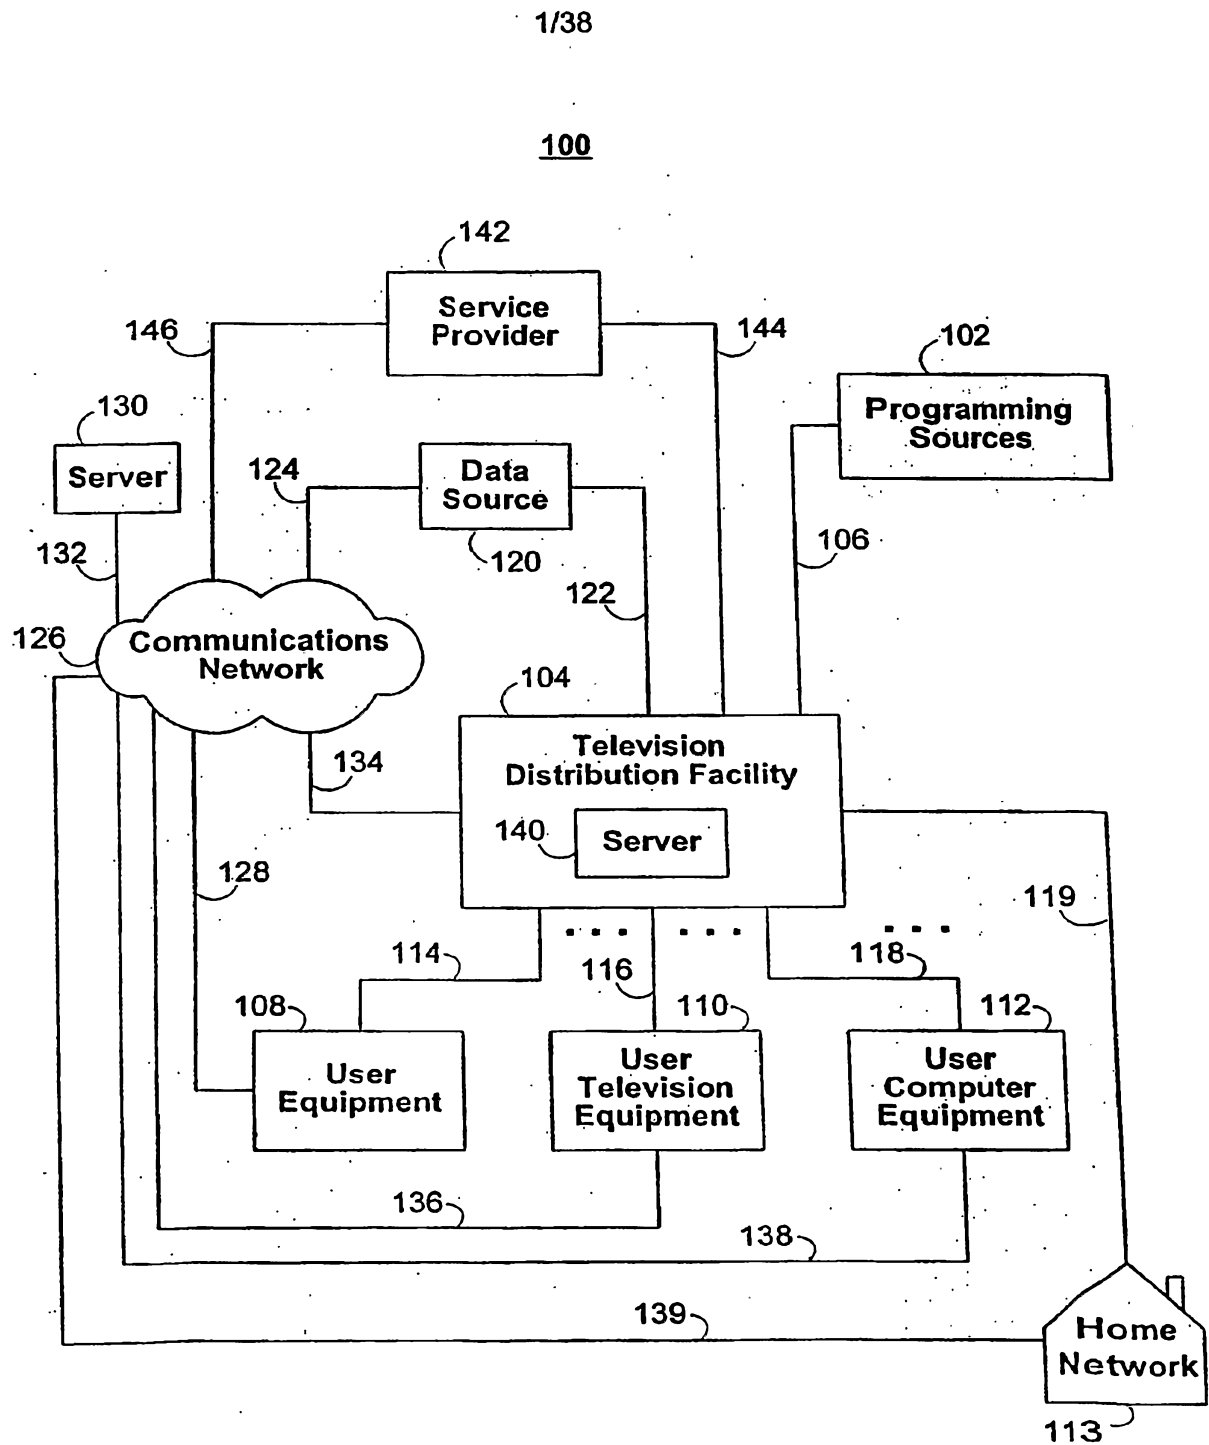 1/38
100
142
Service
Provider
146
144
102
Programming
Sources
130
Server
124
Data
Source
120
132
106
122
126
Communications
Network
104
Television
Distribution Facility
134
140
Server
128
119
114
116
118
108
110
112
User
Equipment
User
Television
Equipment
User
Computer
Equipment
136
138
139
Home
Network
113